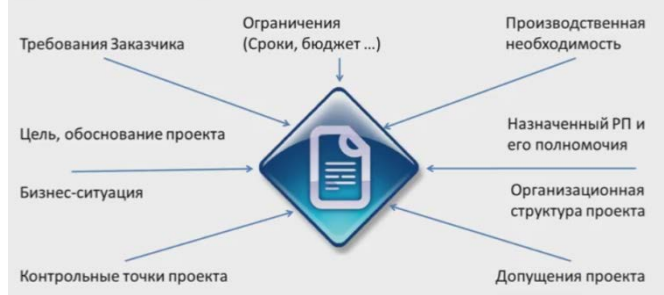 Требования Заказчика
Ограничения
(Сроки, бюджет ...)
Производственная
необходимость
Цель, обоснование проекта
Назначенный РП и
его полномочия
Бизнес-ситуация
Организационная
структура проекта
Контрольные точки проекта
Допущения проекта